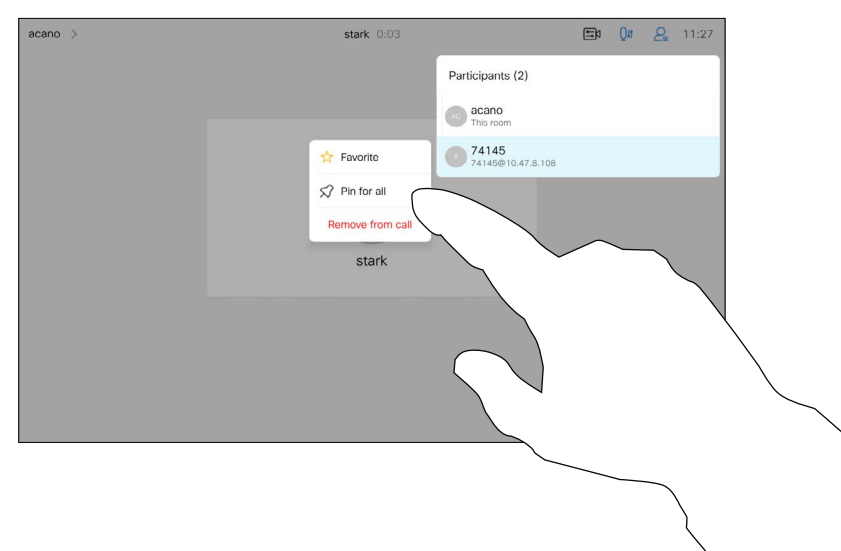 acano >
stark 0:03
11:27
Participants (2)
AC
acano
This room
74145
74145@10.47.8.108
Favorite
Pin for all
Remove from call
stark